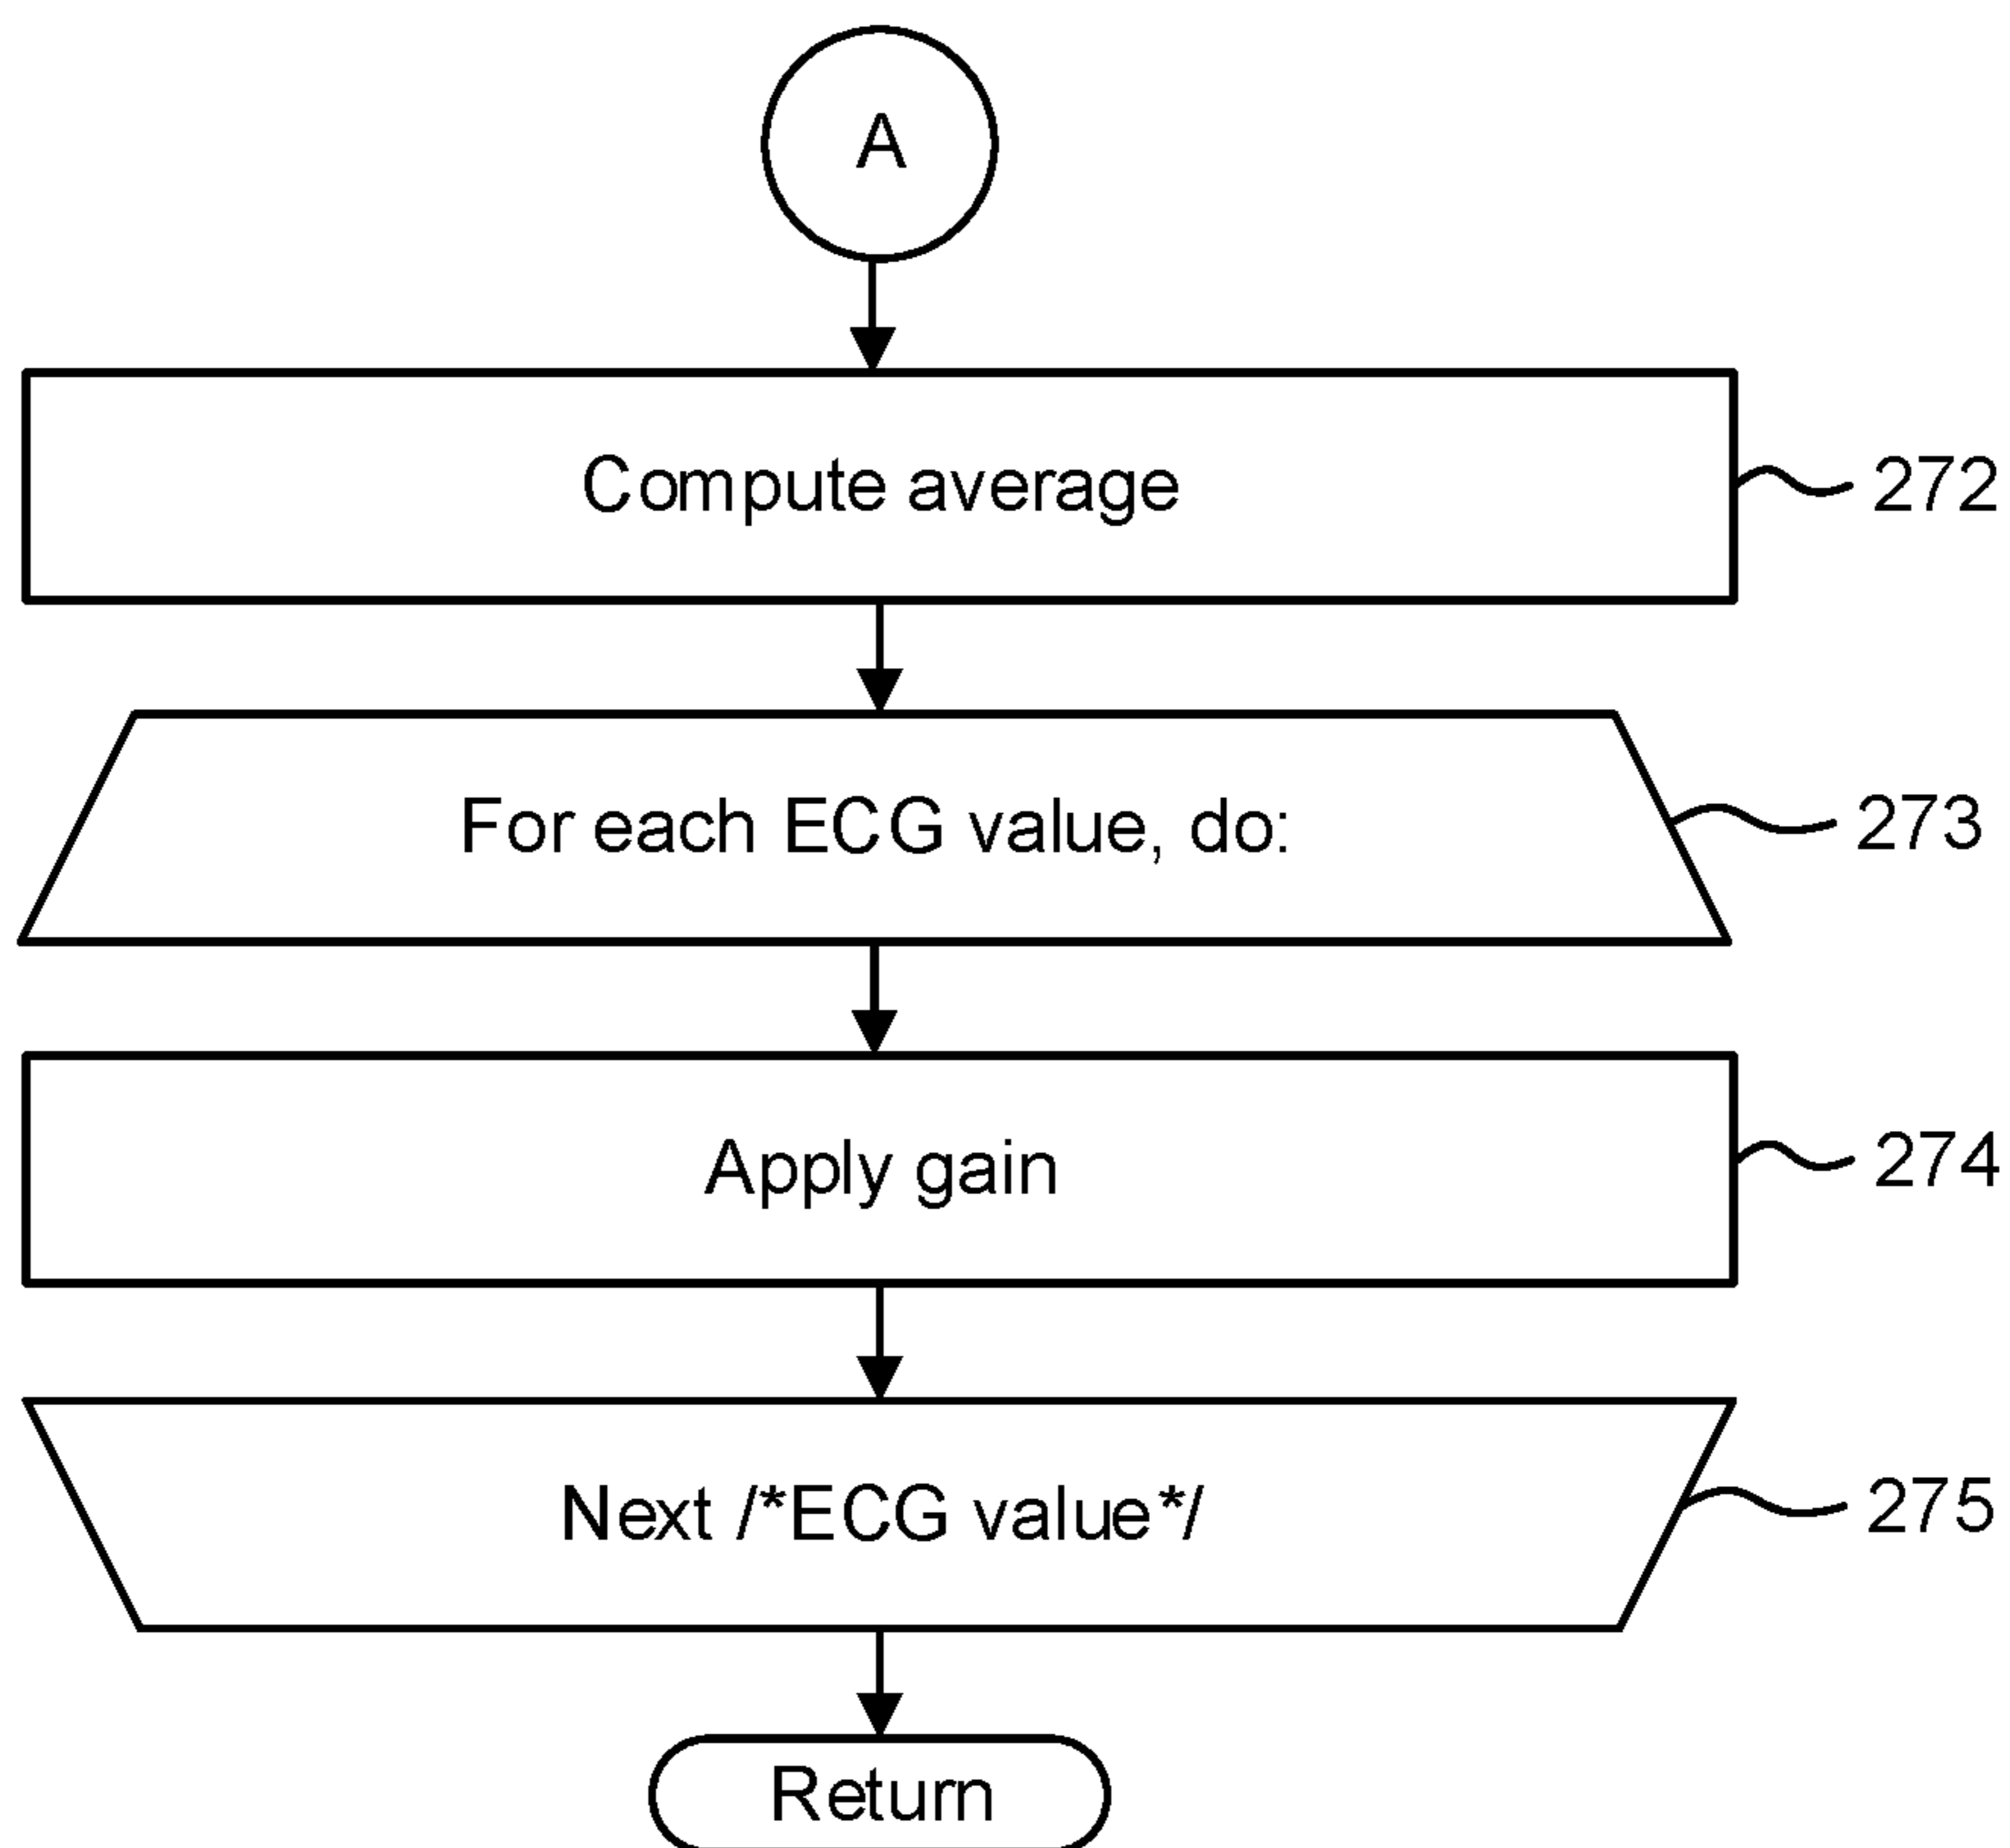 A
Compute average
272
For each ECG value, do:
273
Apply gain
274
Next /*ECG value*/
275
Return